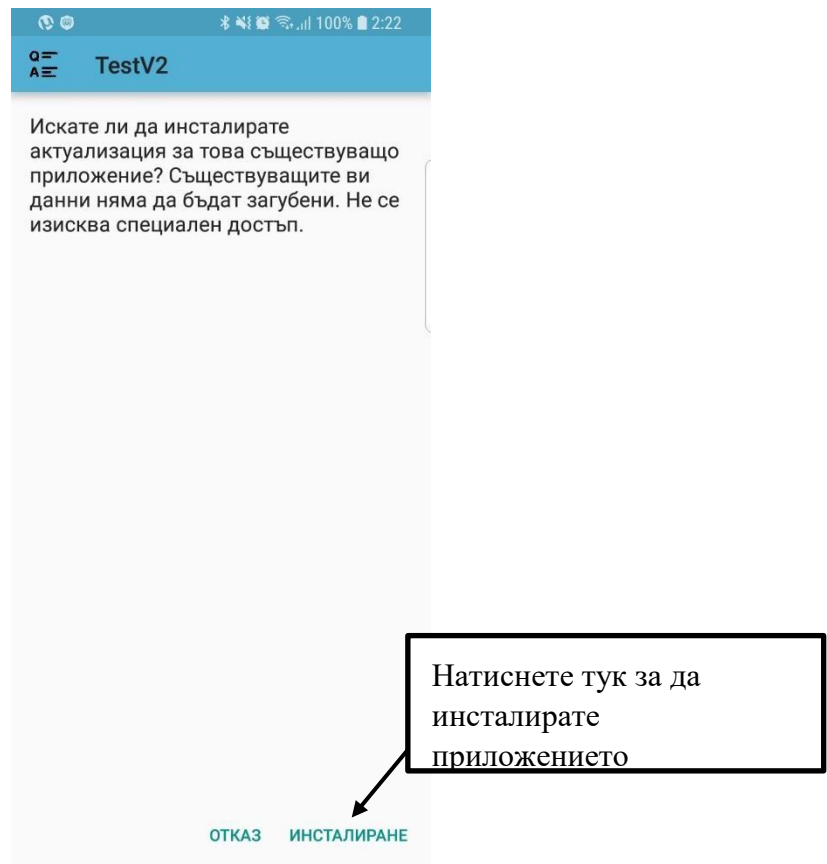 100% 2:22
Q
A
TestV2
Искате ли да инсталирате
актуализация за това съществуващо
приложение? Съществуващите ви
данни няма да бъдат загубени. Не се
изисква специален достъп.
Натиснете тук за да
инсталирате
приложението
ОТКАЗ ИНСТАЛИРАНЕ